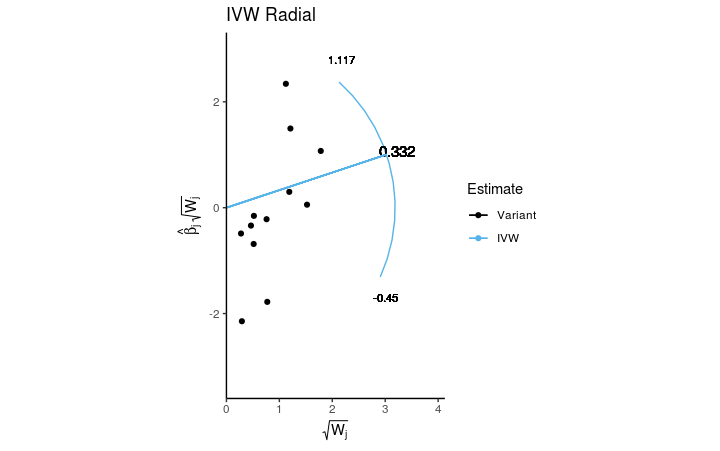 IVW Radial
1.117
2
0.332
Estimate
β̂j√Wj
0
Variant
IVW
-0.45
-2
0 1 2 3 4
√Wj